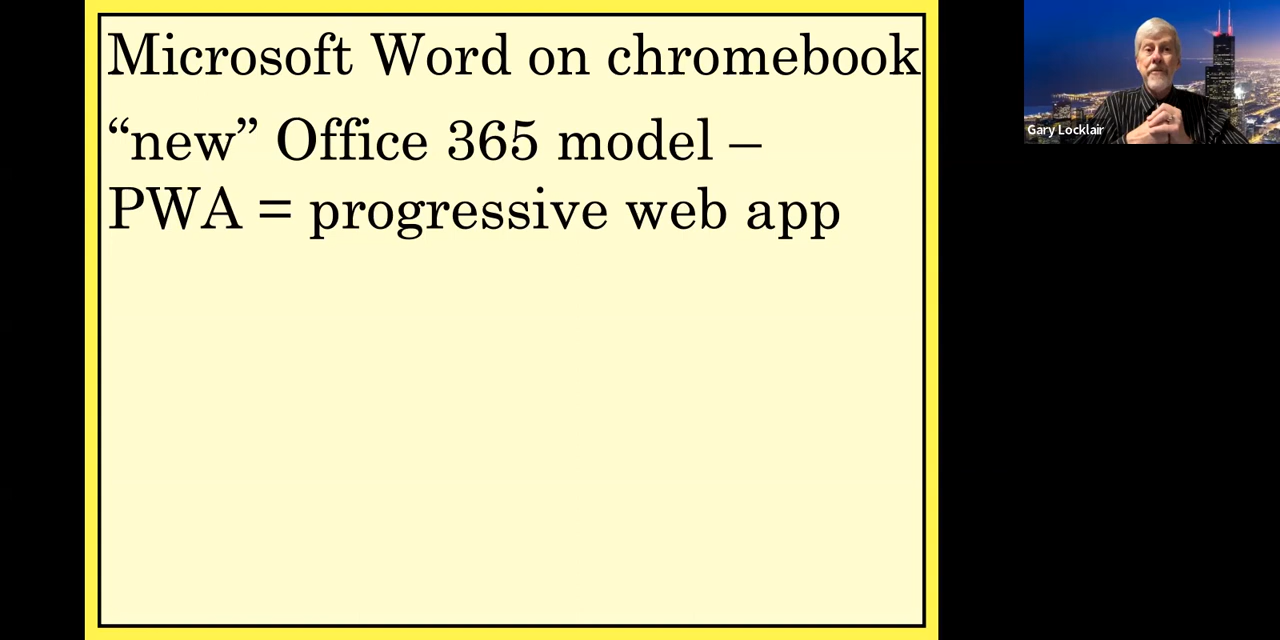 Microsoft Word on chromebook
“new” Office 365 model –
PWA = progressive web app
Gary Locklair